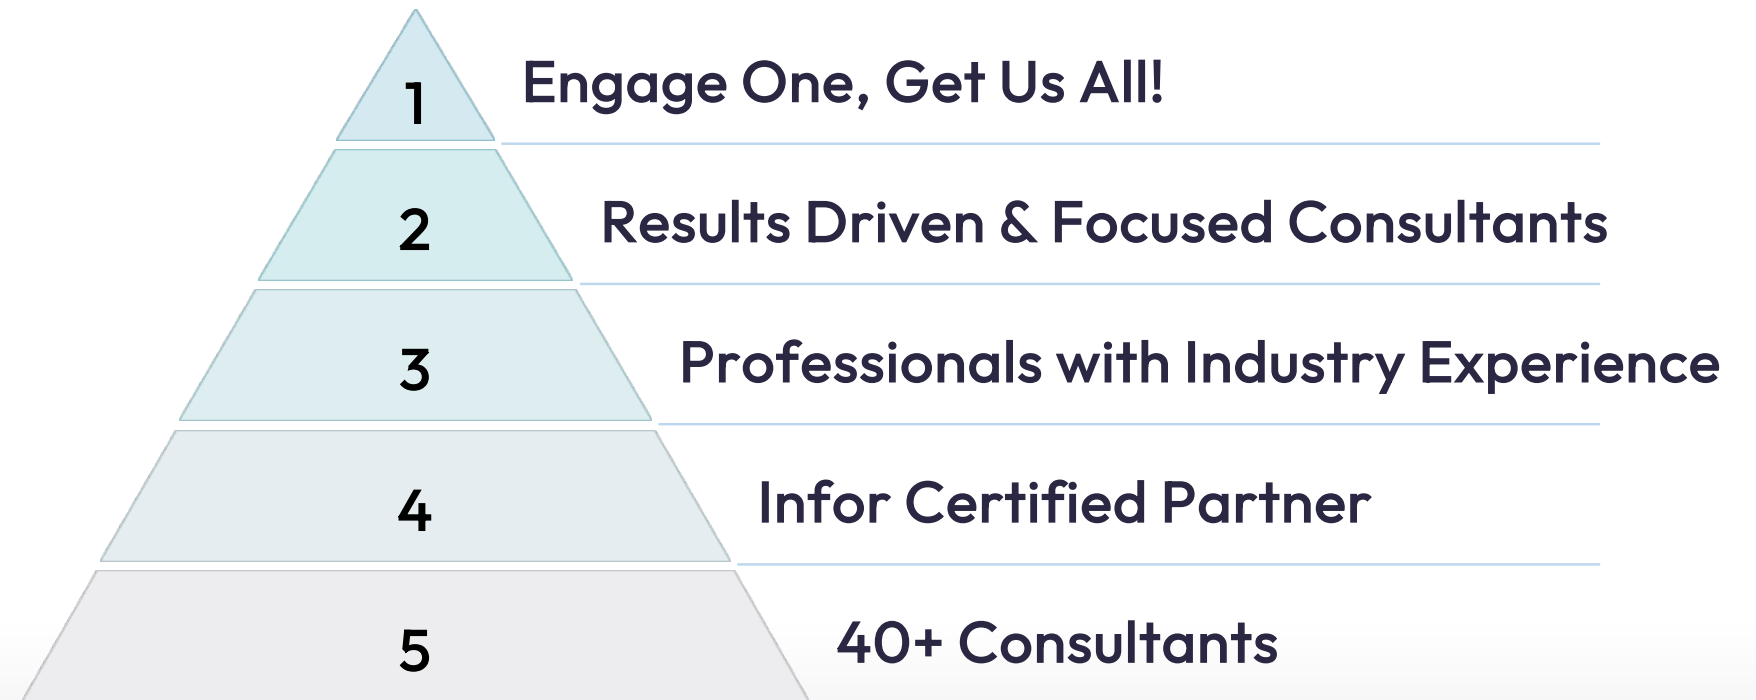 1
Engage One, Get Us All!
2
Results Driven & Focused Consultants
3
Professionals with Industry Experience
4
Infor Certified Partner
5
40+ Consultants